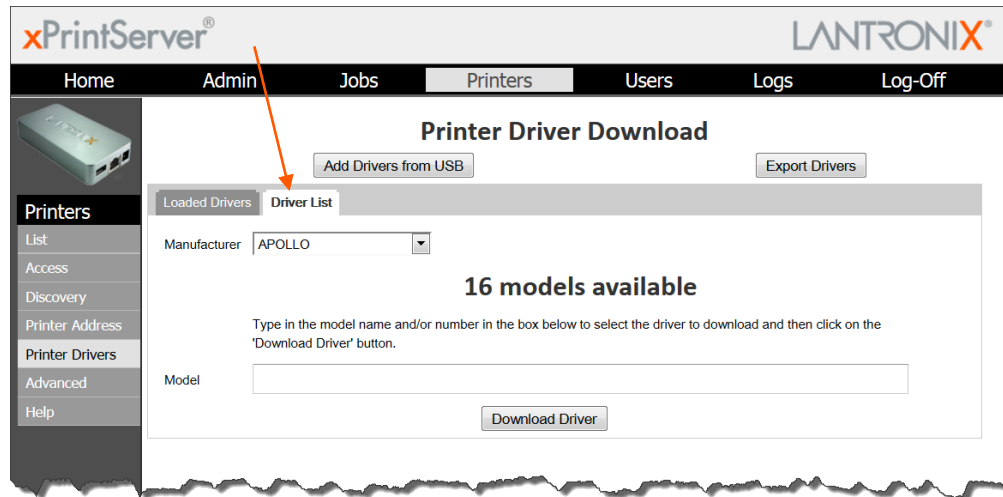 xPrintServer®
LANTRONIX®
Home Admin Jobs Printers Users Logs Log-Off
LANTRONIX
Printer Driver Download
Add Drivers from USB Export Drivers
Printers
List
Access
Discovery
Printer Address
Printer Drivers
Advanced
Help
Loaded Drivers Driver List
Manufacturer APOLLO
16 models available
Type in the model name and/or number in the box below to select the driver to download and then click on the
'Download Driver' button.
Model
Download Driver